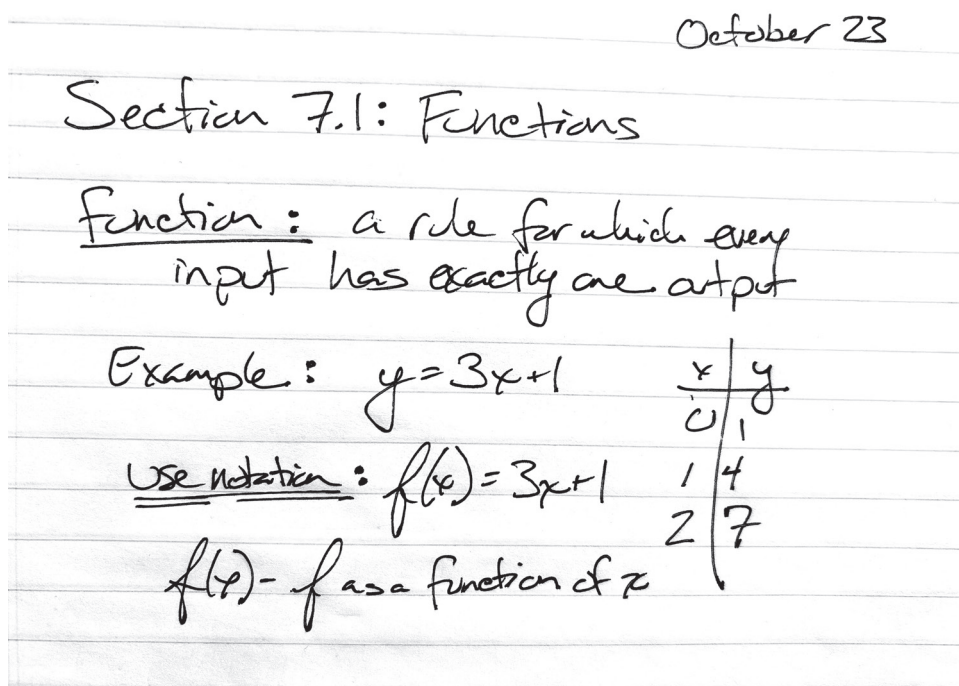 October 23
Section 7.1: Functions
Function: a rule for which every
input has exactly one output
Example: y=3x+1
x y
0 1
Use notation: f(x)=3x+1
1 4
2 7
f(x)- f as a function of x